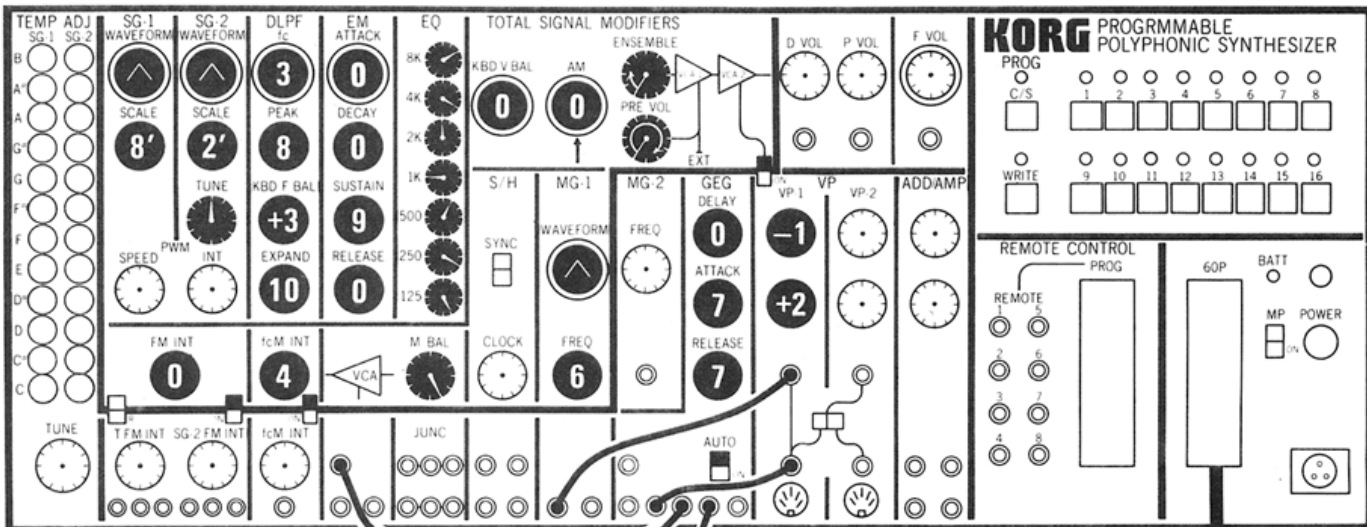 TEMP ADJ
SG-1 SG-2
B
A#
A
G#
G
F#
F
E
D#
D
C#
C
TUNE
SG-1
WAVEFORM
SCALE
8'
SG-2
WAVEFORM
SCALE
2'
TUNE
PWM
SPEED
INT
FM INT
0
T FM INT
SG-2 FM INT
DLPF
fc
3
PEAK
8
KBD F BAL
+3
EXPAND
10
fcM INT
4
fcM INT
EM
ATTACK
0
DECAY
0
SUSTAIN
9
RELEASE
0
EQ
8K
4K
2K
1K
500
250
125
VCA
M BAL
JUNC
TOTAL SIGNAL MODIFIERS
KBD V BAL
0
AM
0
ENSEMBLE
PRE VOL
EXT
IN
S/H
SYNC
CLOCK
MG-1
WAVEFORM
FREQ
6
MG-2
FREQ
GEG
DELAY
0
ATTACK
7
RELEASE
7
AUTO
D VOL
P VOL
F VOL
VP
VP-1
-1
+2
VP-2
ADD/AMP
KORG PROGRMMABLE
POLYPHONIC SYNTHESIZER
PROG
C/S
1 2 3 4 5 6 7 8
WRITE
9 10 11 12 13 14 15 16
REMOTE CONTROL
PROG
REMOTE
1 5
2 6
3 7
4 8
60P
BATT
MP
ON
POWER